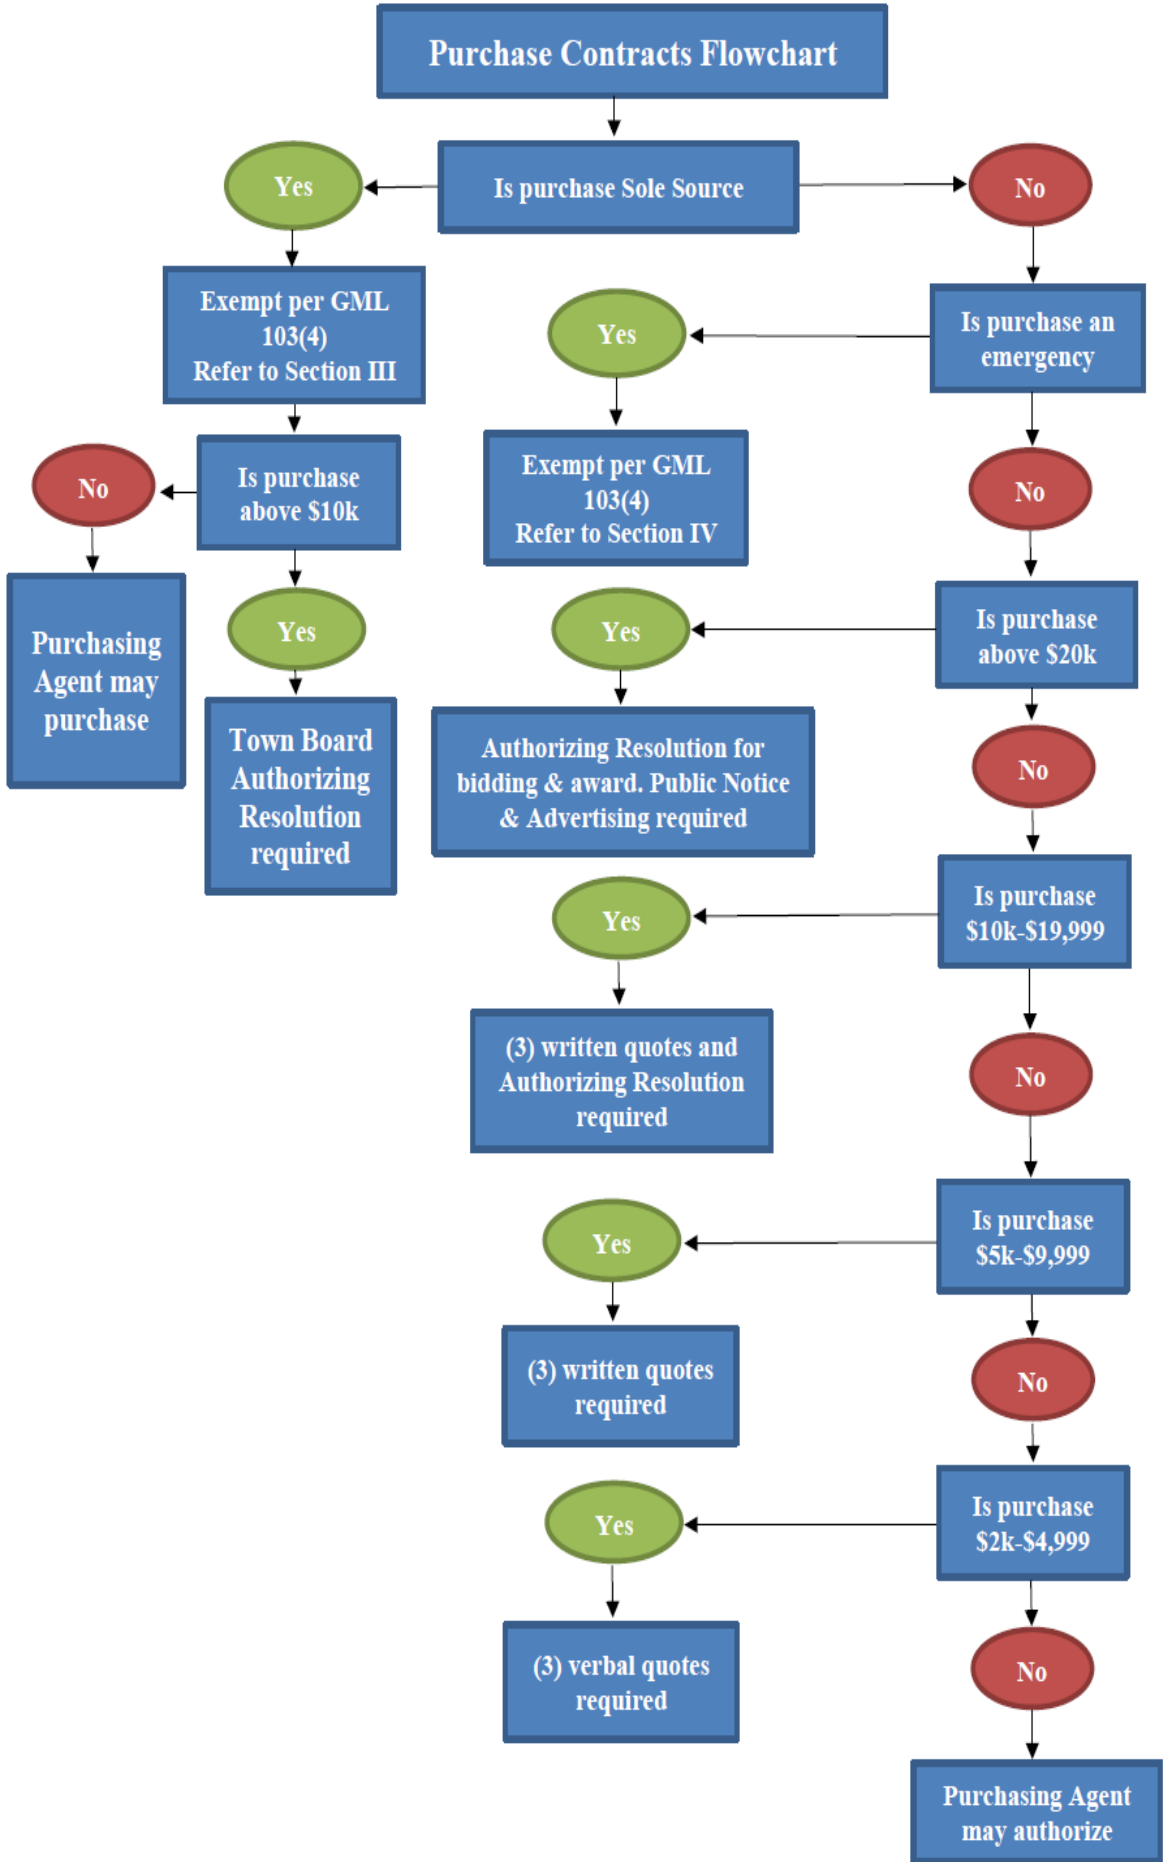 Purchase Contracts Flowchart
Yes
Is purchase Sole Source
No
Exempt per GML
103(4)
Refer to Section III
Yes
Is purchase an
emergency
No
Is purchase
above $10k
Exempt per GML
103(4)
Refer to Section IV
No
Purchasing
Agent may
purchase
Yes
Town Board
Authorizing
Resolution
required
Yes
Is purchase
above $20k
Authorizing Resolution for
bidding & award. Public Notice
& Advertising required
No
Yes
Is purchase
$10k-$19,999
(3) written quotes and
Authorizing Resolution
required
No
Yes
Is purchase
$5k-$9,999
(3) written quotes
required
No
Yes
Is purchase
$2k-$4,999
(3) verbal quotes
required
No
Purchasing Agent
may authorize